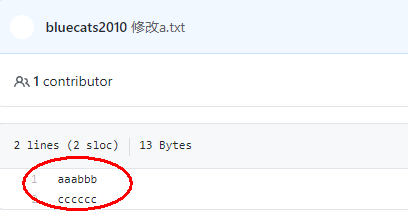 bluecats2010 修改a.txt
1 contributor
2 lines (2 sloc) 13 Bytes
1 aaabbb
cccccc